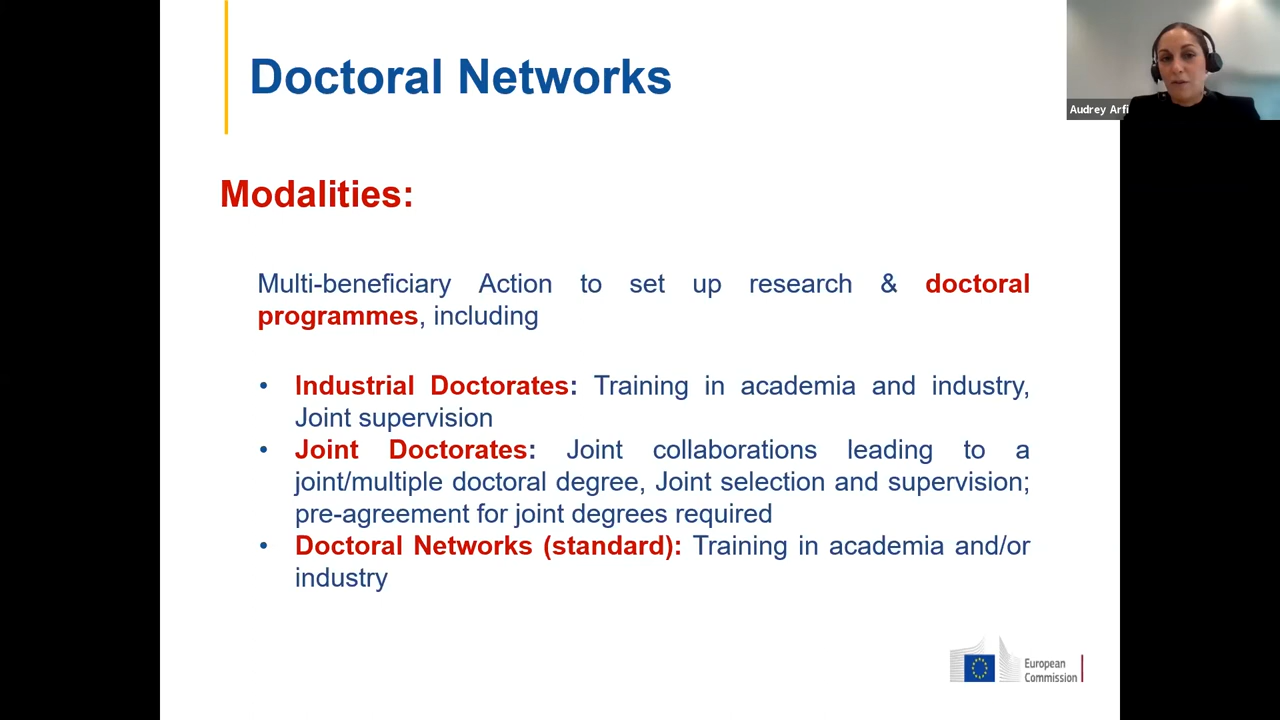 Doctoral Networks
Audrey Arfi
Modalities:
Multi-beneficiary Action to set up research & doctoral
programmes, including
• Industrial Doctorates: Training in academia and industry,
Joint supervision
• Joint Doctorates: Joint collaborations leading to a
joint/multiple doctoral degree, Joint selection and supervision;
pre-agreement for joint degrees required
• Doctoral Networks (standard): Training in academia and/or
industry
European
Commission